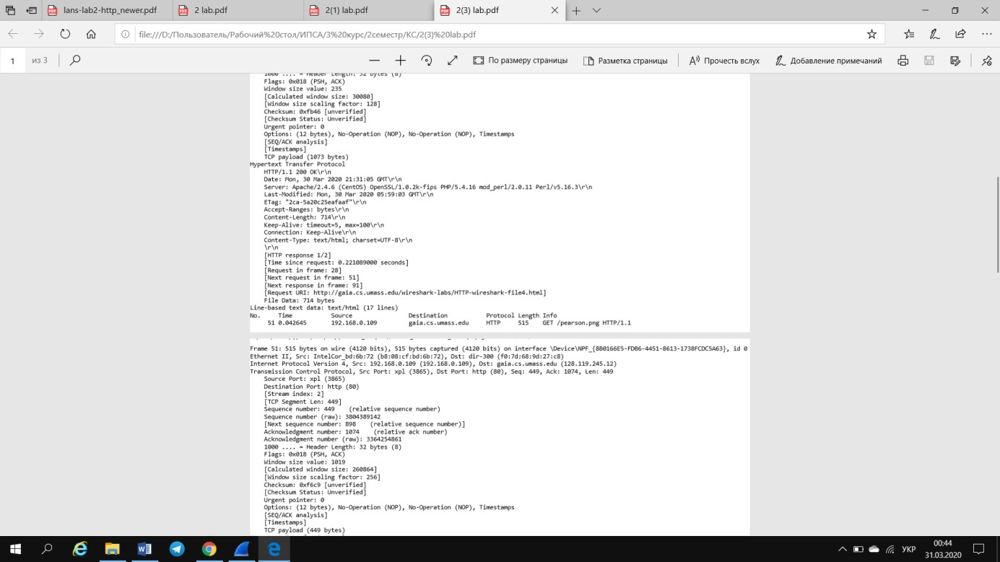 lans-lab2-http_newer.pdf
2 lab.pdf
2(1) lab.pdf
2(3) lab.pdf
file:///D:/Пользователь/Рабочий%20стол/ИПСА/3%20курс/2семестр/КС/2(3)%20lab.pdf
1 из 3
По размеру страницы
Разметка страницы
Прочесть вслух
Добавление примечаний
1000 .... = Header Length: 32 bytes (8)
Flags: 0x018 (PSH, ACK)
Window size value: 235
[Calculated window size: 30080]
[Window size scaling factor: 128]
Checksum: 0xfb46 [unverified]
[Checksum Status: Unverified]
Urgent pointer: 0
Options: (12 bytes), No-Operation (NOP), No-Operation (NOP), Timestamps
[SEQ/ACK analysis]
[Timestamps]
TCP payload (1073 bytes)
Hypertext Transfer Protocol
HTTP/1.1 200 OK\r\n
Date: Mon, 30 Mar 2020 21:31:05 GMT\r\n
Server: Apache/2.4.6 (CentOS) OpenSSL/1.0.2k-fips PHP/5.4.16 mod_perl/2.0.11 Perl/v5.16.3\r\n
Last-Modified: Mon, 30 Mar 2020 05:59:03 GMT\r\n
ETag: "2ca-5a20c25eafaaf"\r\n
Accept-Ranges: bytes\r\n
Content-Length: 714\r\n
Keep-Alive: timeout=5, max=100\r\n
Connection: Keep-Alive\r\n
Content-Type: text/html; charset=UTF-8\r\n
\r\n
[HTTP response 1/2]
[Time since request: 0.221089000 seconds]
[Request in frame: 28]
[Next request in frame: 51]
[Next response in frame: 91]
[Request URI: http://gaia.cs.umass.edu/wireshark-labs/HTTP-wireshark-file4.html]
File Data: 714 bytes
Line-based text data: text/html (17 lines)
No. Time Source Destination Protocol Length Info
51 0.042645 192.168.0.109 gaia.cs.umass.edu HTTP 515 GET /pearson.png HTTP/1.1
Frame 51: 515 bytes on wire (4120 bits), 515 bytes captured (4120 bits) on interface \Device\NPF_{8B0166E5-FDB6-4451-8613-1738FCDC5A63}, id 0
Ethernet II, Src: IntelCor_bd:6b:72 (b8:08:cf:bd:6b:72), Dst: dir-300 (f0:7d:68:9d:27:c8)
Internet Protocol Version 4, Src: 192.168.0.109 (192.168.0.109), Dst: gaia.cs.umass.edu (128.119.245.12)
Transmission Control Protocol, Src Port: xpl (3865), Dst Port: http (80), Seq: 449, Ack: 1074, Len: 449
Source Port: xpl (3865)
Destination Port: http (80)
[Stream index: 2]
[TCP Segment Len: 449]
Sequence number: 449 (relative sequence number)
Sequence number (raw): 3804389142
[Next sequence number: 898 (relative sequence number)]
Acknowledgment number: 1074 (relative ack number)
Acknowledgment number (raw): 3364254861
1000 .... = Header Length: 32 bytes (8)
Flags: 0x018 (PSH, ACK)
Window size value: 1019
[Calculated window size: 260864]
[Window size scaling factor: 256]
Checksum: 0xf6c9 [unverified]
[Checksum Status: Unverified]
Urgent pointer: 0
Options: (12 bytes), No-Operation (NOP), No-Operation (NOP), Timestamps
[SEQ/ACK analysis]
[Timestamps]
TCP payload (449 bytes)
УКР
00:44
31.03.2020